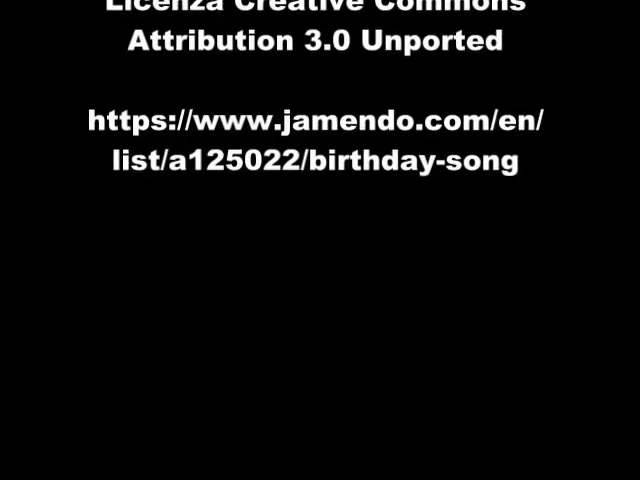 Licenza Creative Commons
Attribution 3.0 Unported
https://www.jamendo.com/en/
list/a125022/birthday-song